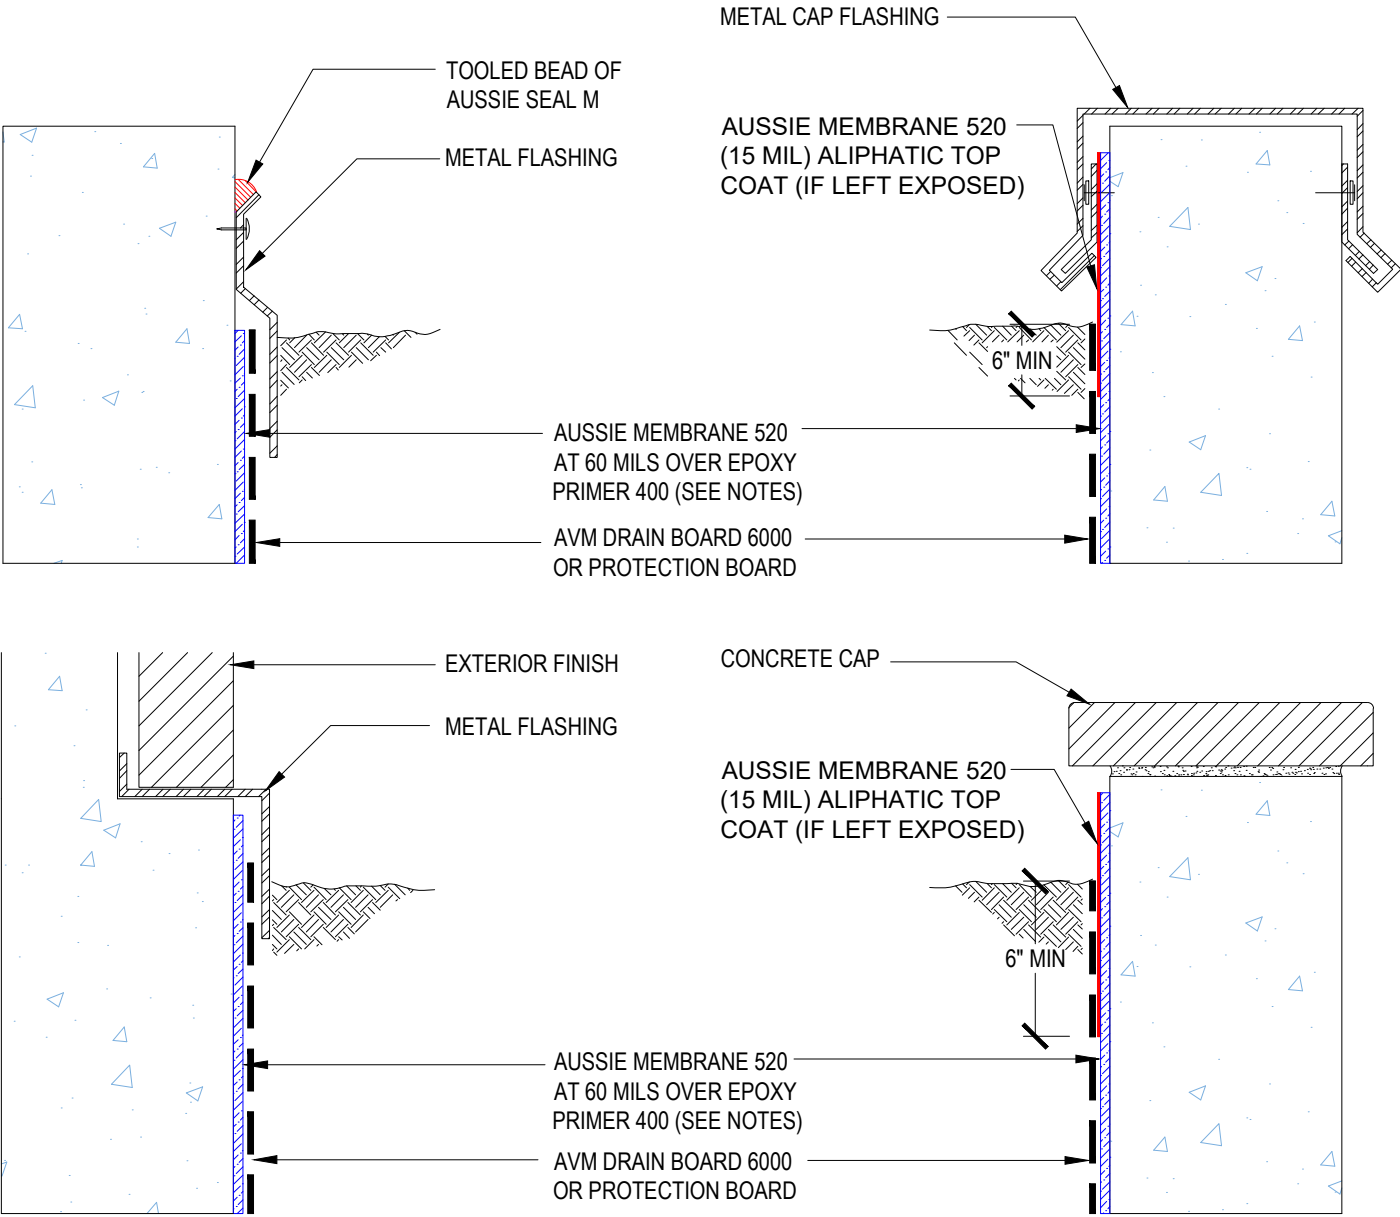 METAL CAP FLASHING
TOOLED BEAD OF
AUSSIE SEAL M
METAL FLASHING
AUSSIE MEMBRANE 520
(15 MIL) ALIPHATIC TOP
COAT (IF LEFT EXPOSED)
6" MIN
AUSSIE MEMBRANE 520
AT 60 MILS OVER EPOXY
PRIMER 400 (SEE NOTES)
AVM DRAIN BOARD 6000
OR PROTECTION BOARD
EXTERIOR FINISH
METAL FLASHING
CONCRETE CAP
AUSSIE MEMBRANE 520
(15 MIL) ALIPHATIC TOP
COAT (IF LEFT EXPOSED)
6" MIN
AUSSIE MEMBRANE 520
AT 60 MILS OVER EPOXY
PRIMER 400 (SEE NOTES)
AVM DRAIN BOARD 6000
OR PROTECTION BOARD